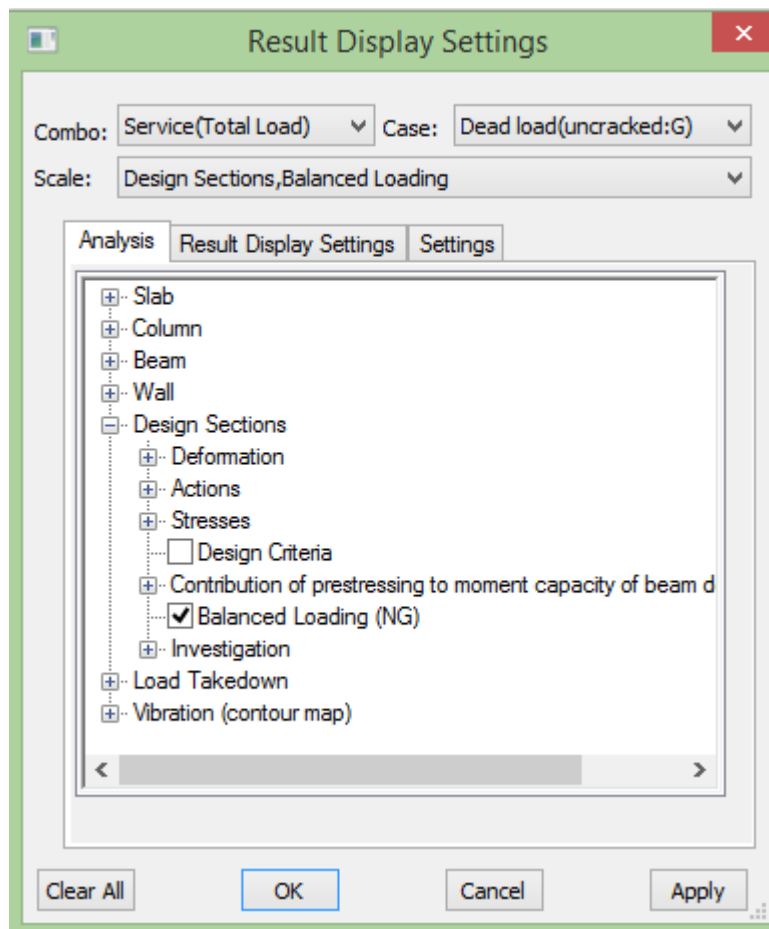 Result Display Settings
Combo: Service(Total Load) Case: Dead load(uncracked:G)
Scale: Design Sections,Balanced Loading
Analysis Result Display Settings Settings
Slab
Column
Beam
Wall
Design Sections
Deformation
Actions
Stresses
Design Criteria
Contribution of prestressing to moment capacity of beam d
Balanced Loading (NG)
Investigation
Load Takedown
Vibration (contour map)
Clear All OK Cancel Apply